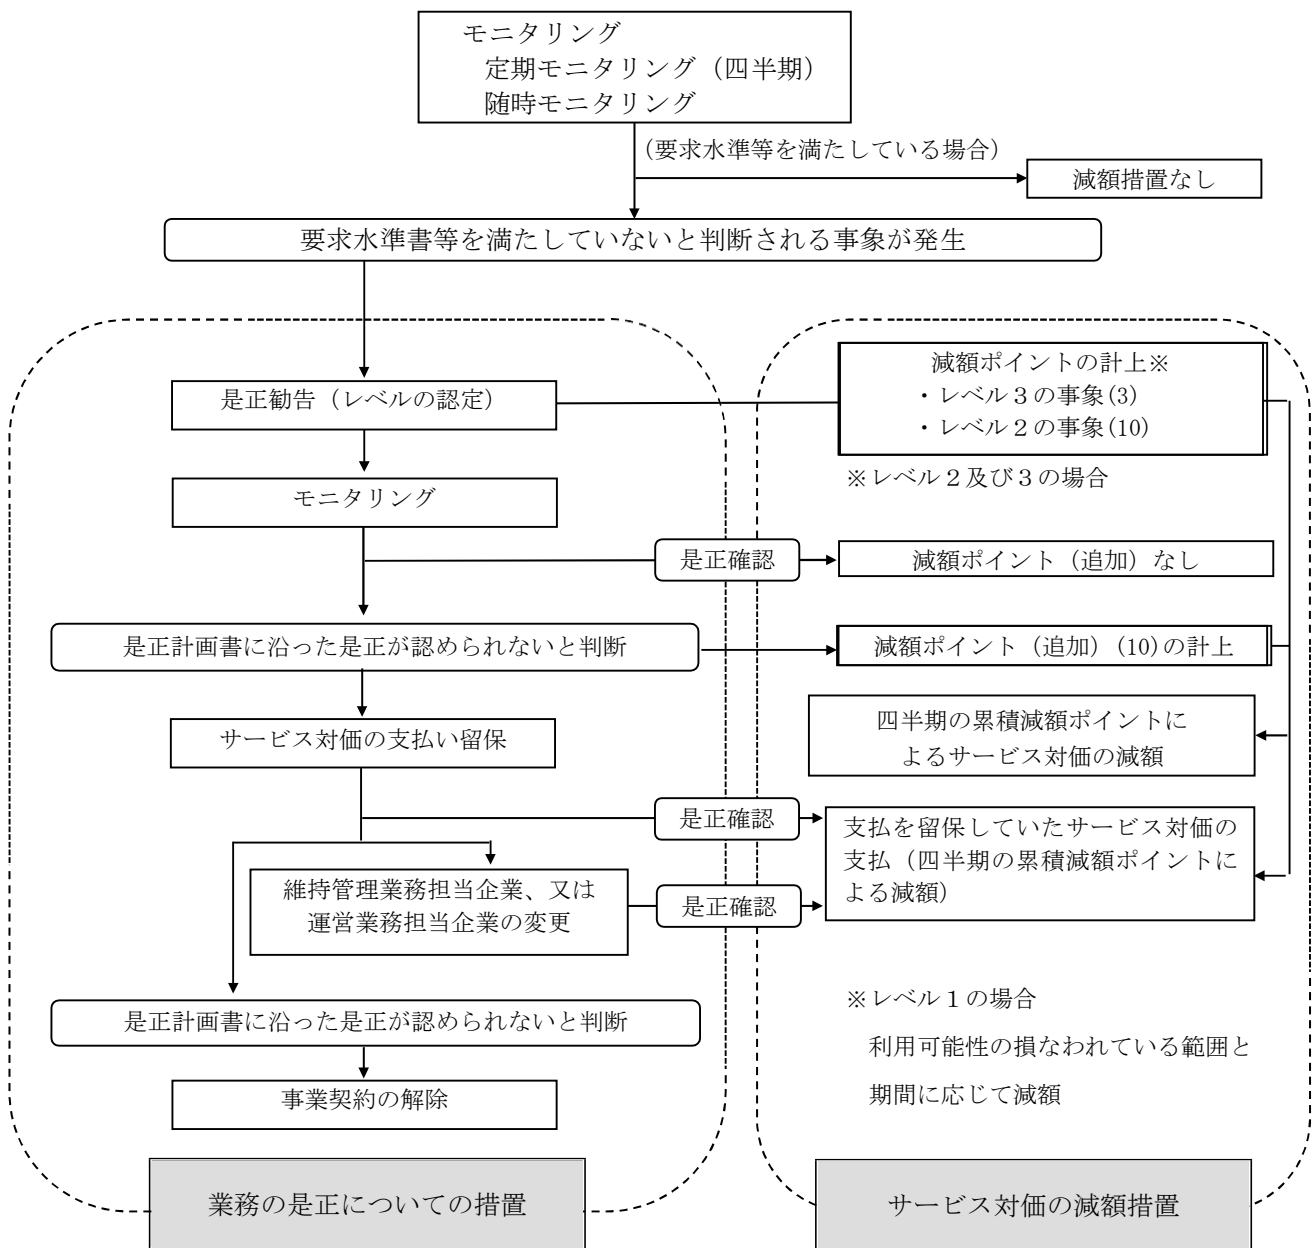 モニタリング
定期モニタリング（四半期）
随時モニタリング
（要求水準等を満たしている場合）
減額措置なし
要求水準書等を満たしていないと判断される事象が発生
是正勧告（レベルの認定）
減額ポイントの計上※
・レベル３の事象(3)
・レベル２の事象(10)
※レベル２及び３の場合
モニタリング
是正確認
減額ポイント（追加）なし
是正計画書に沿った是正が認められないと判断
減額ポイント（追加）(10)の計上
サービス対価の支払い留保
四半期の累積減額ポイントに
よるサービス対価の減額
是正確認
支払を留保していたサービス対価の
支払（四半期の累積減額ポイントに
よる減額）
維持管理業務担当企業、又は
運営業務担当企業の変更
是正確認
是正計画書に沿った是正が認められないと判断
事業契約の解除
※レベル１の場合
利用可能性の損なわれている範囲と
期間に応じて減額
業務の是正についての措置
サービス対価の減額措置